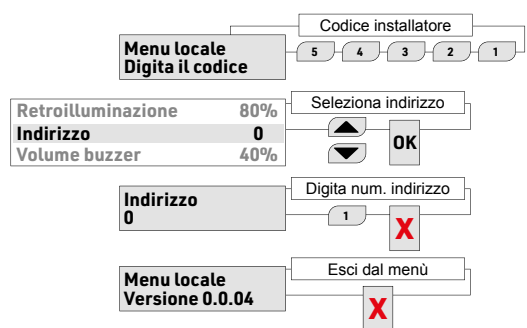 Codice installatore
Menu locale
Digita il codice
5 4 3 2 1
Seleziona indirizzo
Retroilluminazione 80%
Indirizzo 0
Volume buzzer 40%
OK
Digita num. indirizzo
Indirizzo
0
1
X
Esci dal menù
Menu locale
Versione 0.0.04
X